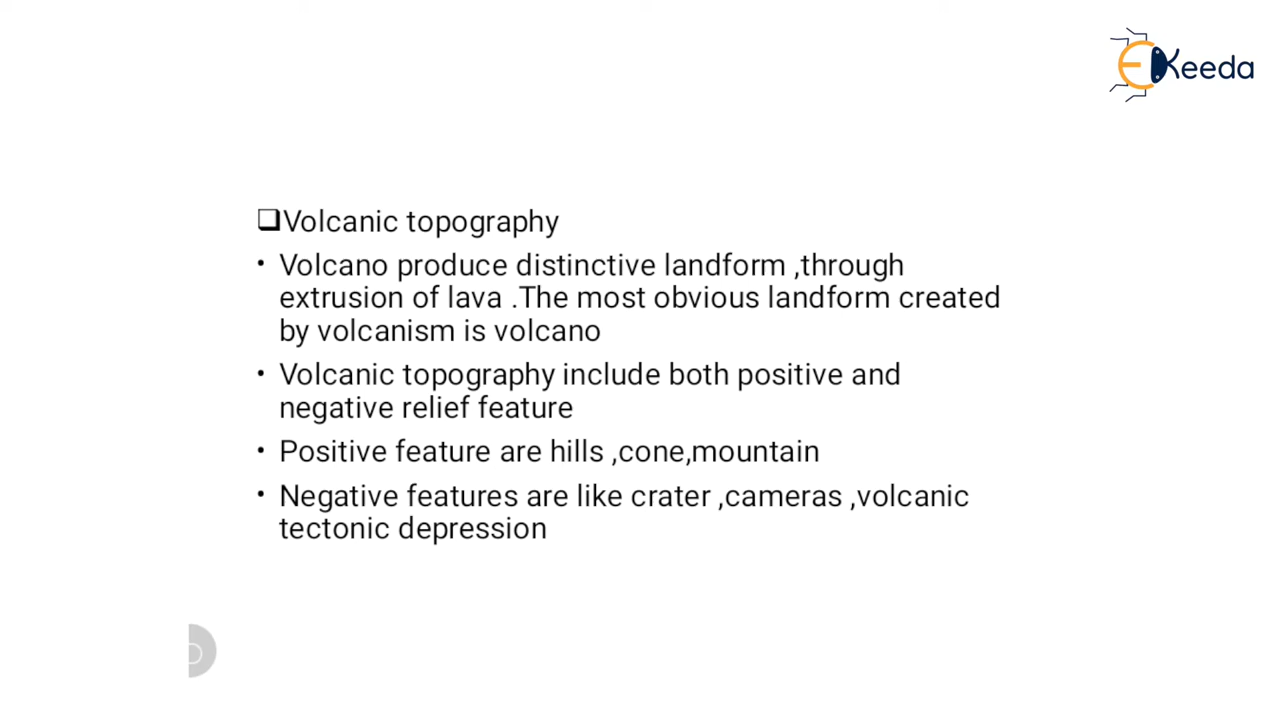 EKeeda
❑Volcanic topography
• Volcano produce distinctive landform ,through
extrusion of lava .The most obvious landform created
by volcanism is volcano
• Volcanic topography include both positive and
negative relief feature
• Positive feature are hills ,cone,mountain
• Negative features are like crater ,cameras ,volcanic
tectonic depression